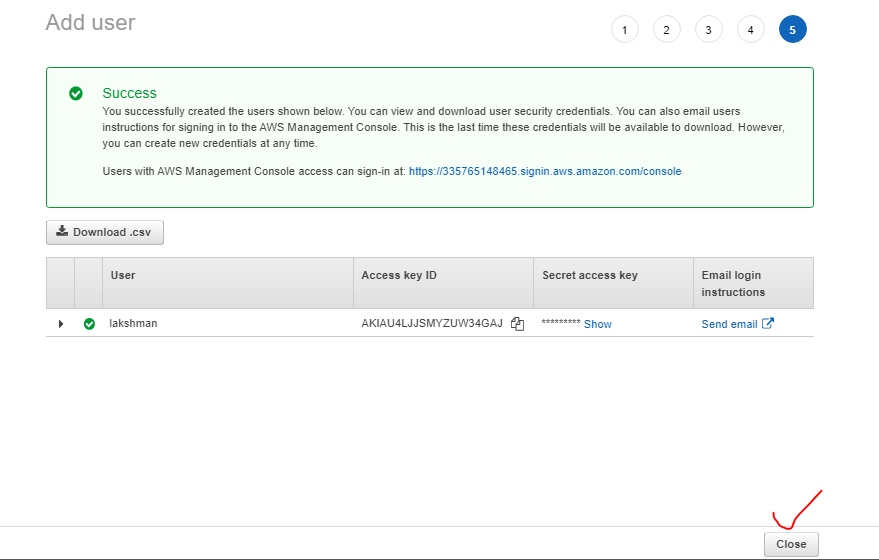 Add user
1 2 3 4 5
Success
You successfully created the users shown below. You can view and download user security credentials. You can also email users
instructions for signing in to the AWS Management Console. This is the last time these credentials will be available to download. However,
you can create new credentials at any time.
Users with AWS Management Console access can sign-in at: https://335765148465.signin.aws.amazon.com/console
Download .csv
User Access key ID Secret access key Email login
instructions
lakshman AKIAU4LJJSMYZUW34GAJ ********* Show Send email
Close